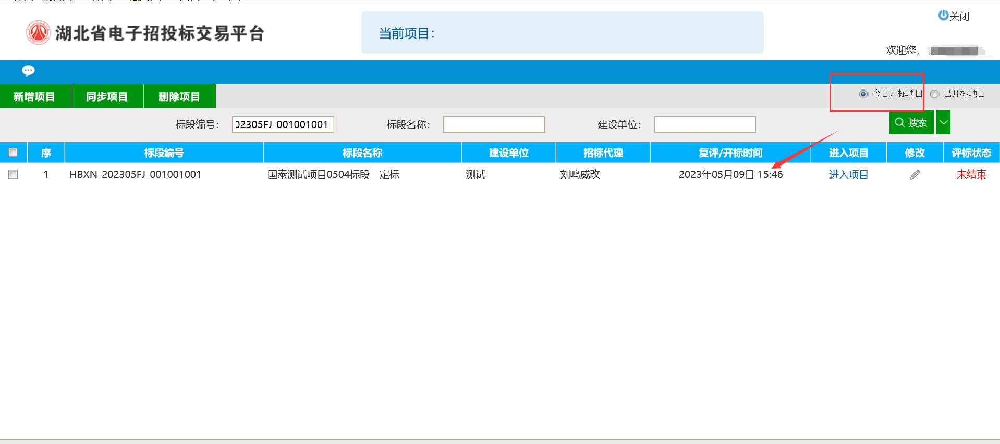 关闭
湖北省电子招投标交易平台
当前项目：
欢迎您，
新增项目 同步项目 删除项目 今日开标项目 已开标项目
标段编号： 02305FJ-001001001 标段名称： 建设单位： 搜索
序 标段编号 标段名称 建设单位 招标代理 复评/开标时间 进入项目 修改 评标状态
1 HBXN-202305FJ-001001001 国泰测试项目0504标段一定标 测试 刘鸣威改 2023年05月09日 15:46 进入项目 未结束